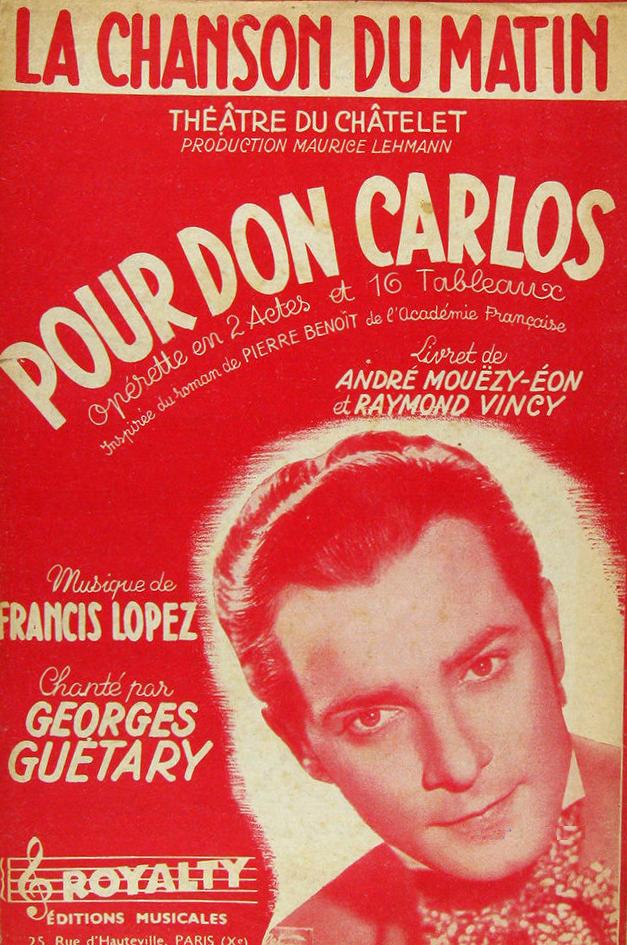 LA CHANSON DU MATIN
THÉÂTRE DU CHÂTELET
PRODUCTION MAURICE LEHMANN
POUR DON CARLOS
Opérette en 2 Actes et 16 Tableaux
Inspirée du roman de PIERRE BENOÎT de l'Académie Française
Livret de
ANDRÉ MOUËZY-ÉON
et RAYMOND VINCY
Musique de
FRANCIS LOPEZ
Chanté par
GEORGES
GUÉTARY
ROYALTY
ÉDITIONS MUSICALES
25, Rue d'Hauteville, PARIS (Xe)